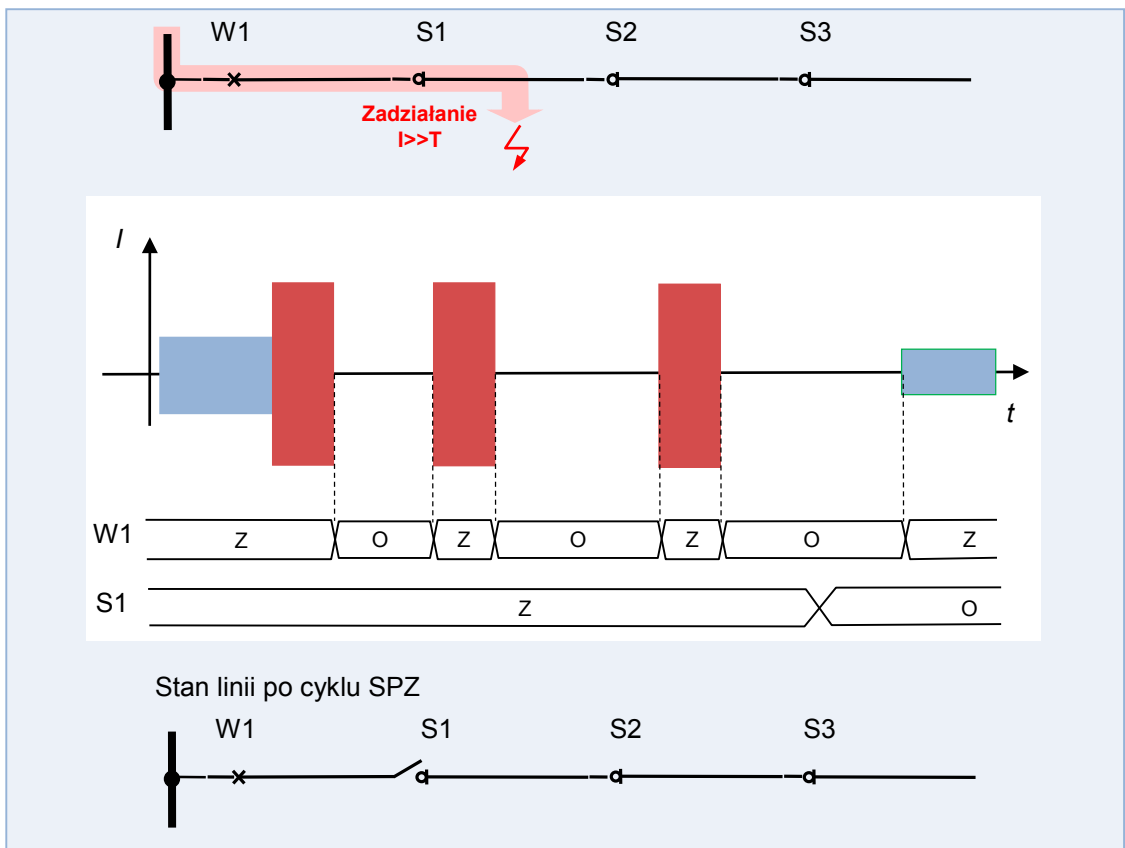 W1 S1 S2 S3
Zadziałanie
I>>T
I
t
W1 Z O Z O Z O Z
S1 Z O
Stan linii po cyklu SPZ
W1 S1 S2 S3